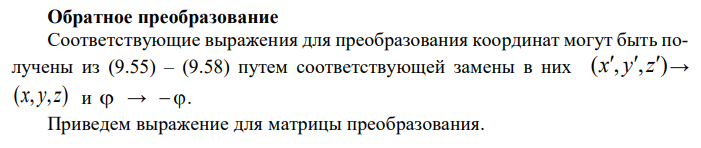 Обратное преобразование
Соответствующие выражения для преобразования координат могут быть по-
лучены из (9.55) – (9.58) путем соответствующей замены в них (x′, y′, z′)→
(x, y, z) и φ → −φ.
Приведем выражение для матрицы преобразования.